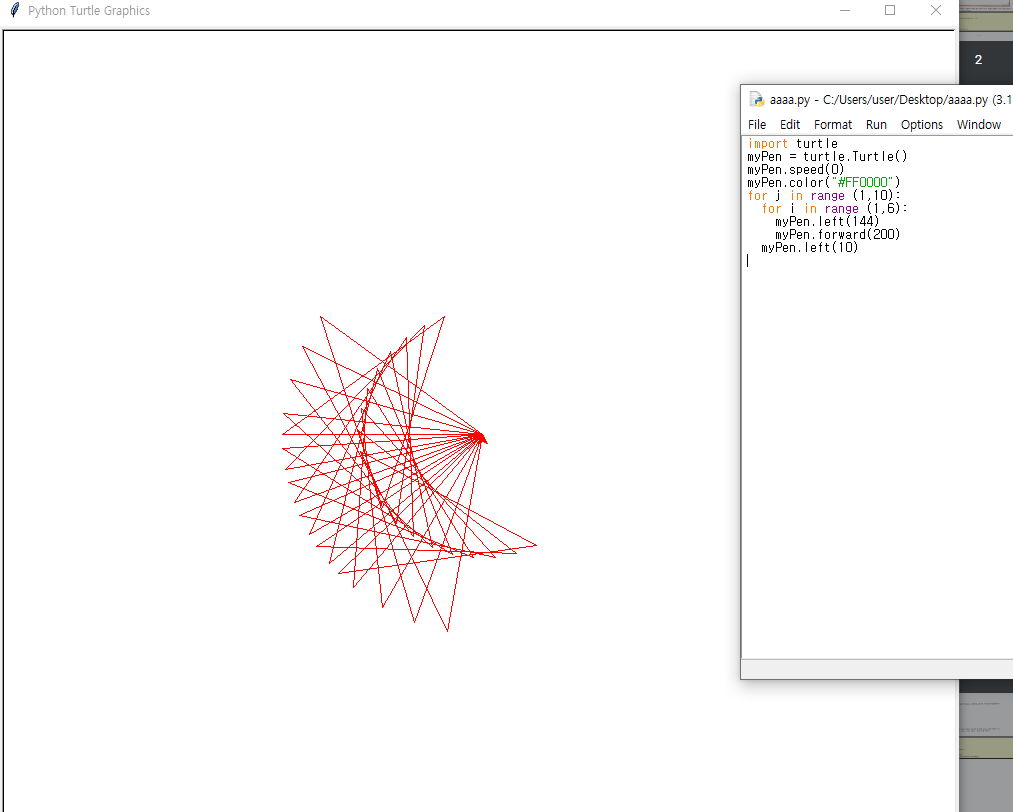 Python Turtle Graphics
2
aaaa.py - C:/Users/user/Desktop/aaaa.py (3.1
File Edit Format Run Options Window
import turtle
myPen = turtle.Turtle()
myPen.speed(0)
myPen.color("#FF0000")
for j in range (1,10):
  for i in range (1,6):
    myPen.left(144)
    myPen.forward(200)
  myPen.left(10)